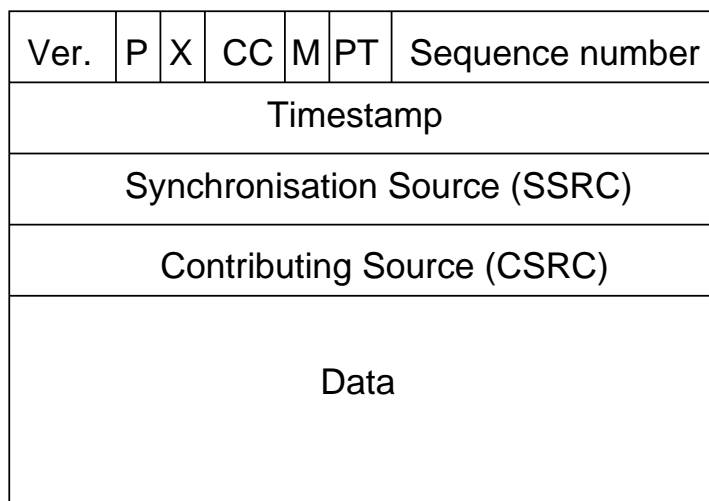 Ver. P X CC M PT Sequence number
Timestamp
Synchronisation Source (SSRC)
Contributing Source (CSRC)
Data